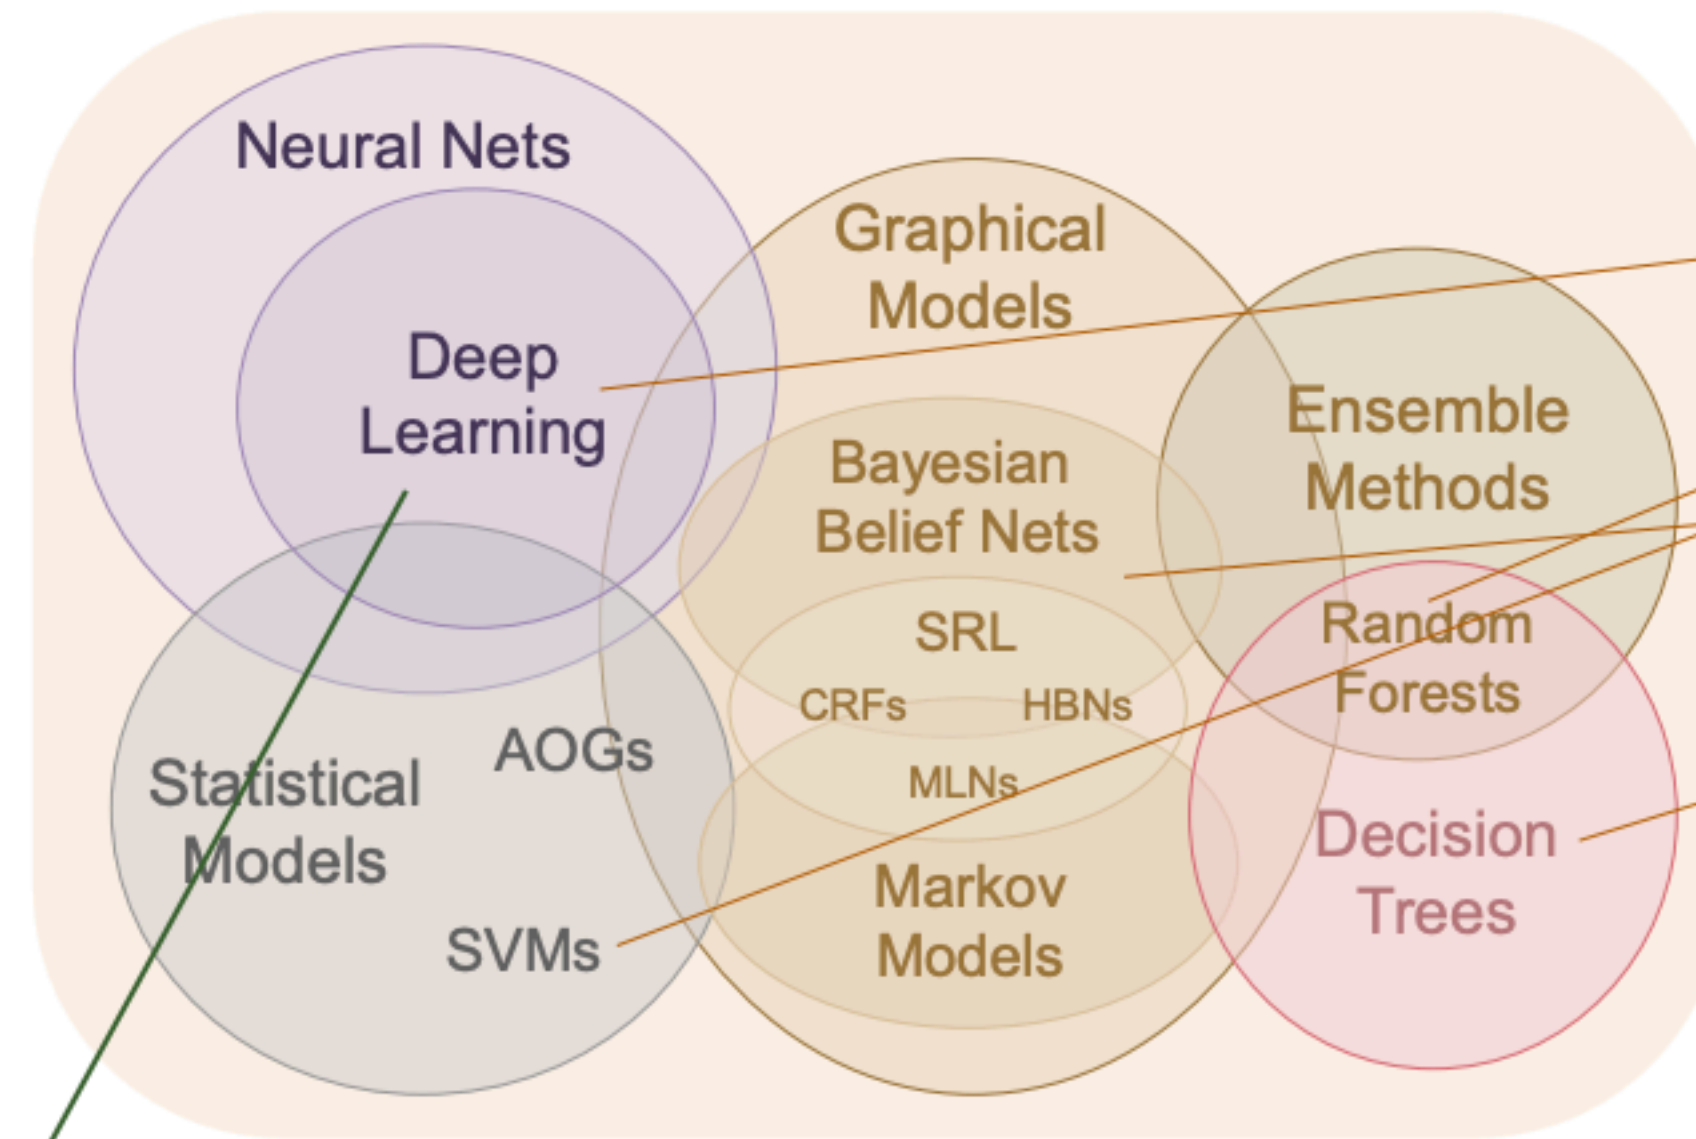 Neural Nets
Deep
Learning
Graphical
Models
Bayesian
Belief Nets
SRL
CRFs
HBNs
MLNs
Markov
Models
Ensemble
Methods
Random
Forests
Decision
Trees
Statistical
Models
AOGs
SVMs